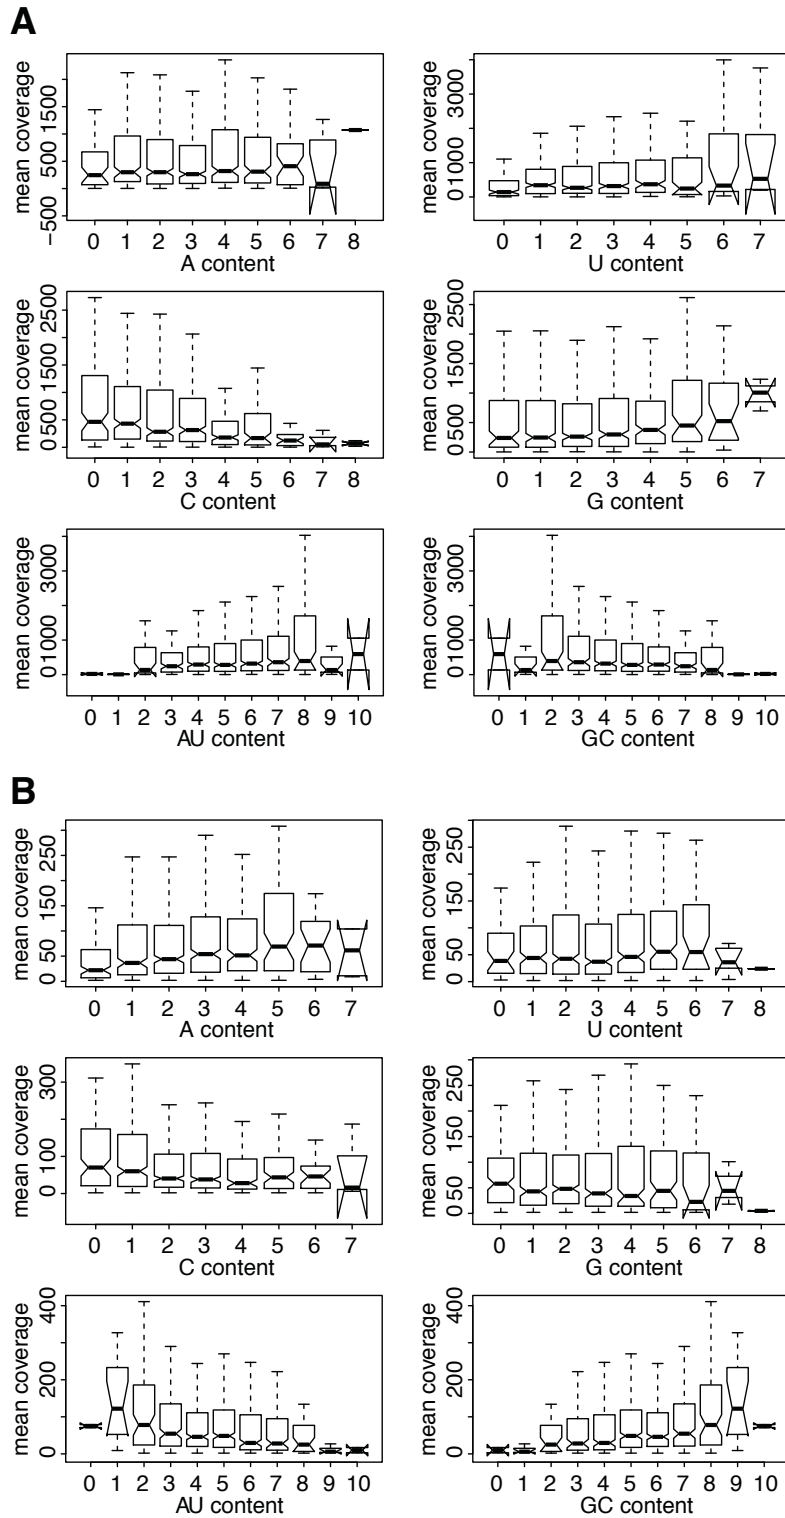 A
mean coverage
−500 500 1500
0 1 2 3 4 5 6 7 8
A content
mean coverage
0 1000 3000
0 1 2 3 4 5 6 7
U content
mean coverage
0 500 1500 2500
0 1 2 3 4 5 6 7 8
C content
mean coverage
0 500 1500 2500
0 1 2 3 4 5 6 7
G content
mean coverage
0 1000 3000
0 1 2 3 4 5 6 7 8 9 10
AU content
mean coverage
0 1000 3000
0 1 2 3 4 5 6 7 8 9 10
GC content
B
mean coverage
0 50 150 250
0 1 2 3 4 5 6 7
A content
mean coverage
0 50 150 250
0 1 2 3 4 5 6 7 8
U content
mean coverage
0 100 300
0 1 2 3 4 5 6 7
C content
mean coverage
0 50 150 250
0 1 2 3 4 5 6 7 8
G content
mean coverage
0 200 400
0 1 2 3 4 5 6 7 8 9 10
AU content
mean coverage
0 200 400
0 1 2 3 4 5 6 7 8 9 10
GC content